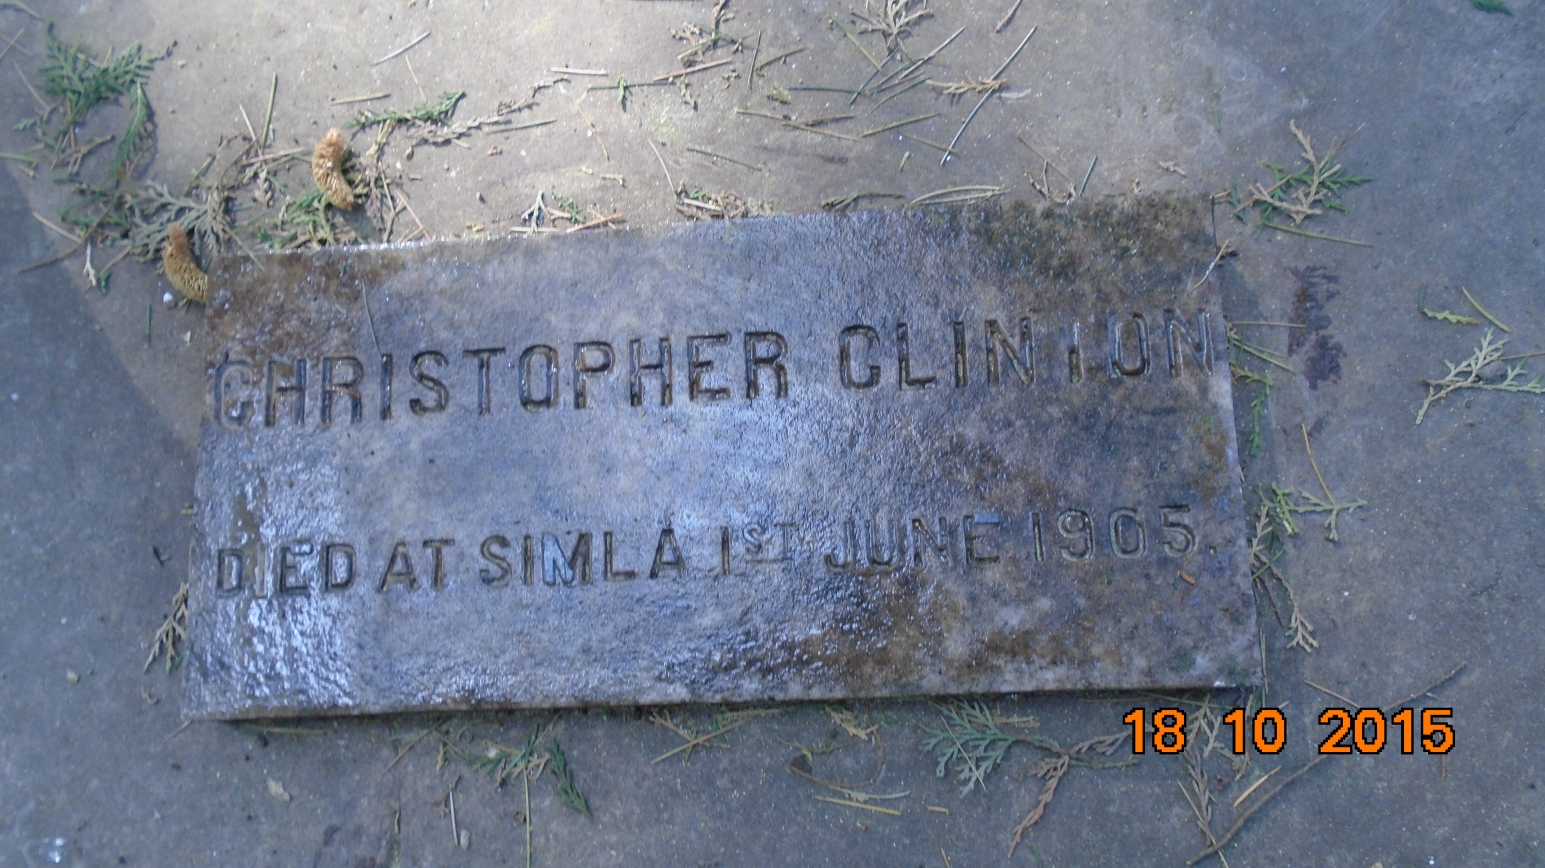 CHRISTOPHER CLINTON
DIED AT SIMLA 1ST JUNE 1905.
18 10 2015